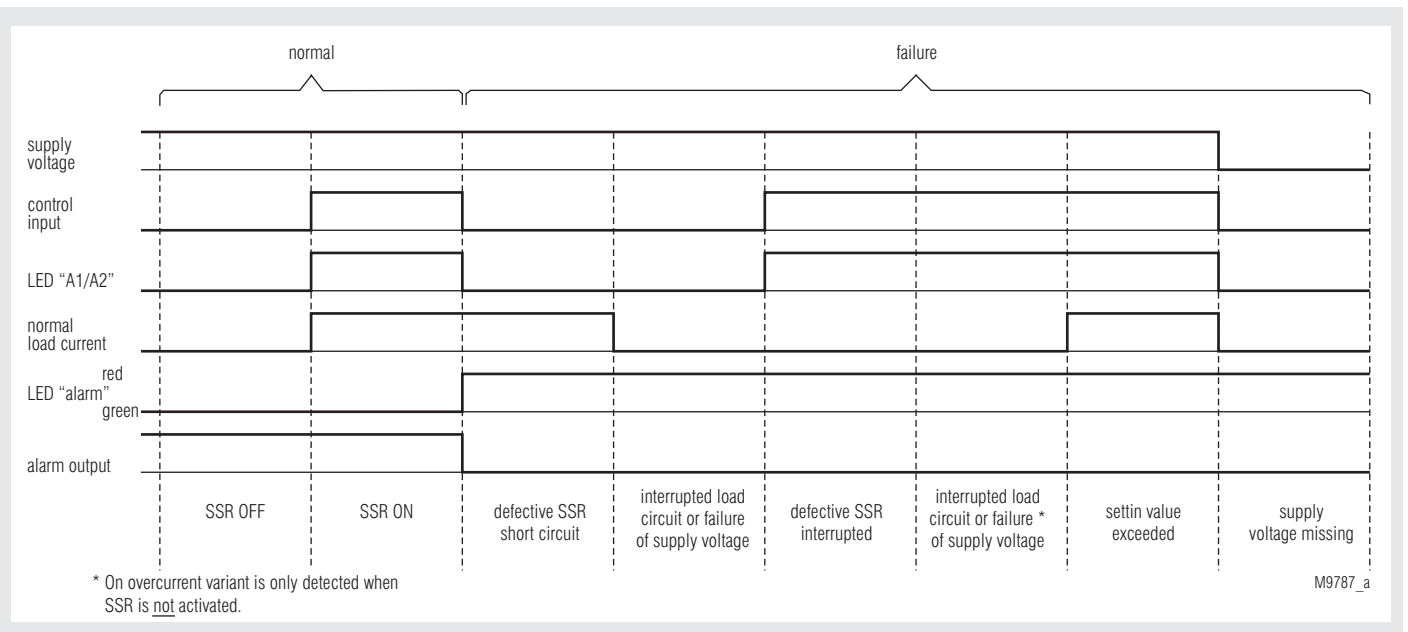 normal
failure
supply
voltage
control
input
LED “A1/A2”
normal
load current
red
LED “alarm”
green
alarm output
SSR OFF
SSR ON
defective SSR
short circuit
interrupted load
circuit or failure
of supply voltage
defective SSR
interrupted
interrupted load
circuit or failure *
of supply voltage
settin value
exceeded
supply
voltage missing
* On overcurrent variant is only detected when
SSR is not activated.
M9787_a